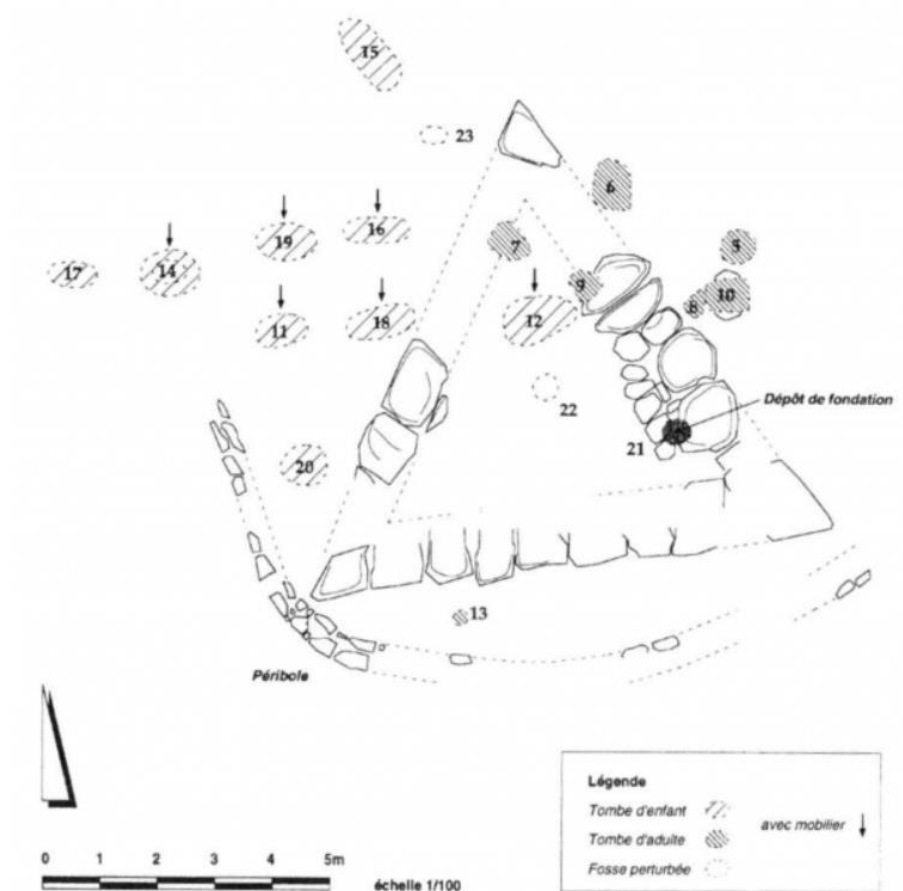 15
23
6
16
19
7
5
14
17
9
10
8
12
18
11
22
Dépôt de fondation
21
20
13
Péribole
Légende
Tombe d'enfant
avec mobilier
Tombe d'adulte
Fosse perturbée
0 1 2 3 4 5m
échelle 1/100